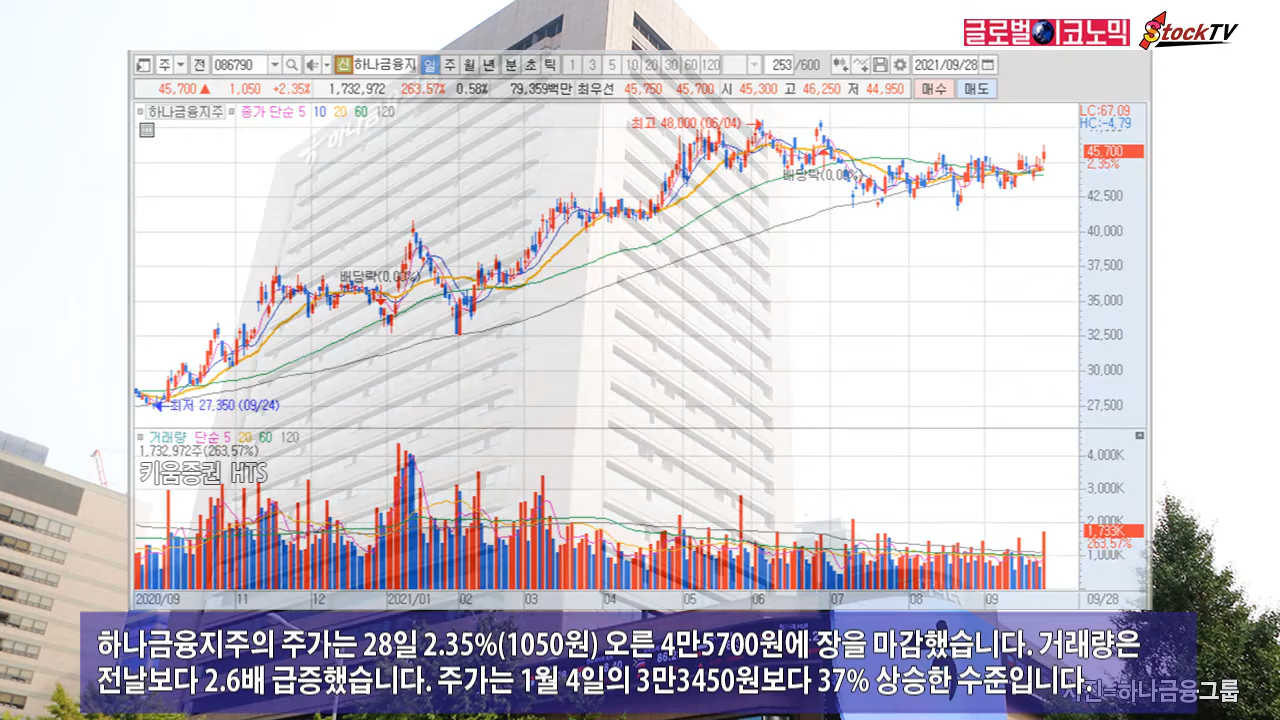 글로벌이코노믹 StockTV
주 전 086790 신 하나금융지 일 주 월 년 분 초 틱 1 3 5 10 20 30 60 120 253 /600 2021/09/28
45,700 ▲ 1,050 +2.35% 1,732,972 263.57% 0.58% 79,359백만 최우선 45,750 45,700 시 45,300 고 46,250 저 44,950 매수 매도
하나금융지주 종가 단순 5 10 20 60 120
LC:67.09
HC:-4.79
최고 48,000 (06/04)
45,700
2.35%
배당락(0.00%)
42,500
40,000
37,500
배당락(0.00%)
35,000
32,500
30,000
최저 27,350 (09/24)
27,500
거래량 단순 5 20 60 120
1,732,972주(263.57%)
키움증권 HTS
4,000K
3,000K
2,000K
1,733K
263.57%
1,000K
2020/09 11 12 2021/01 02 03 04 05 06 07 08 09 09/28
하나금융지주의 주가는 28일 2.35%(1050원) 오른 4만5700원에 장을 마감했습니다. 거래량은
전날보다 2.6배 급증했습니다. 주가는 1월 4일의 3만3450원보다 37% 상승한 수준입니다.
사진=하나금융그룹